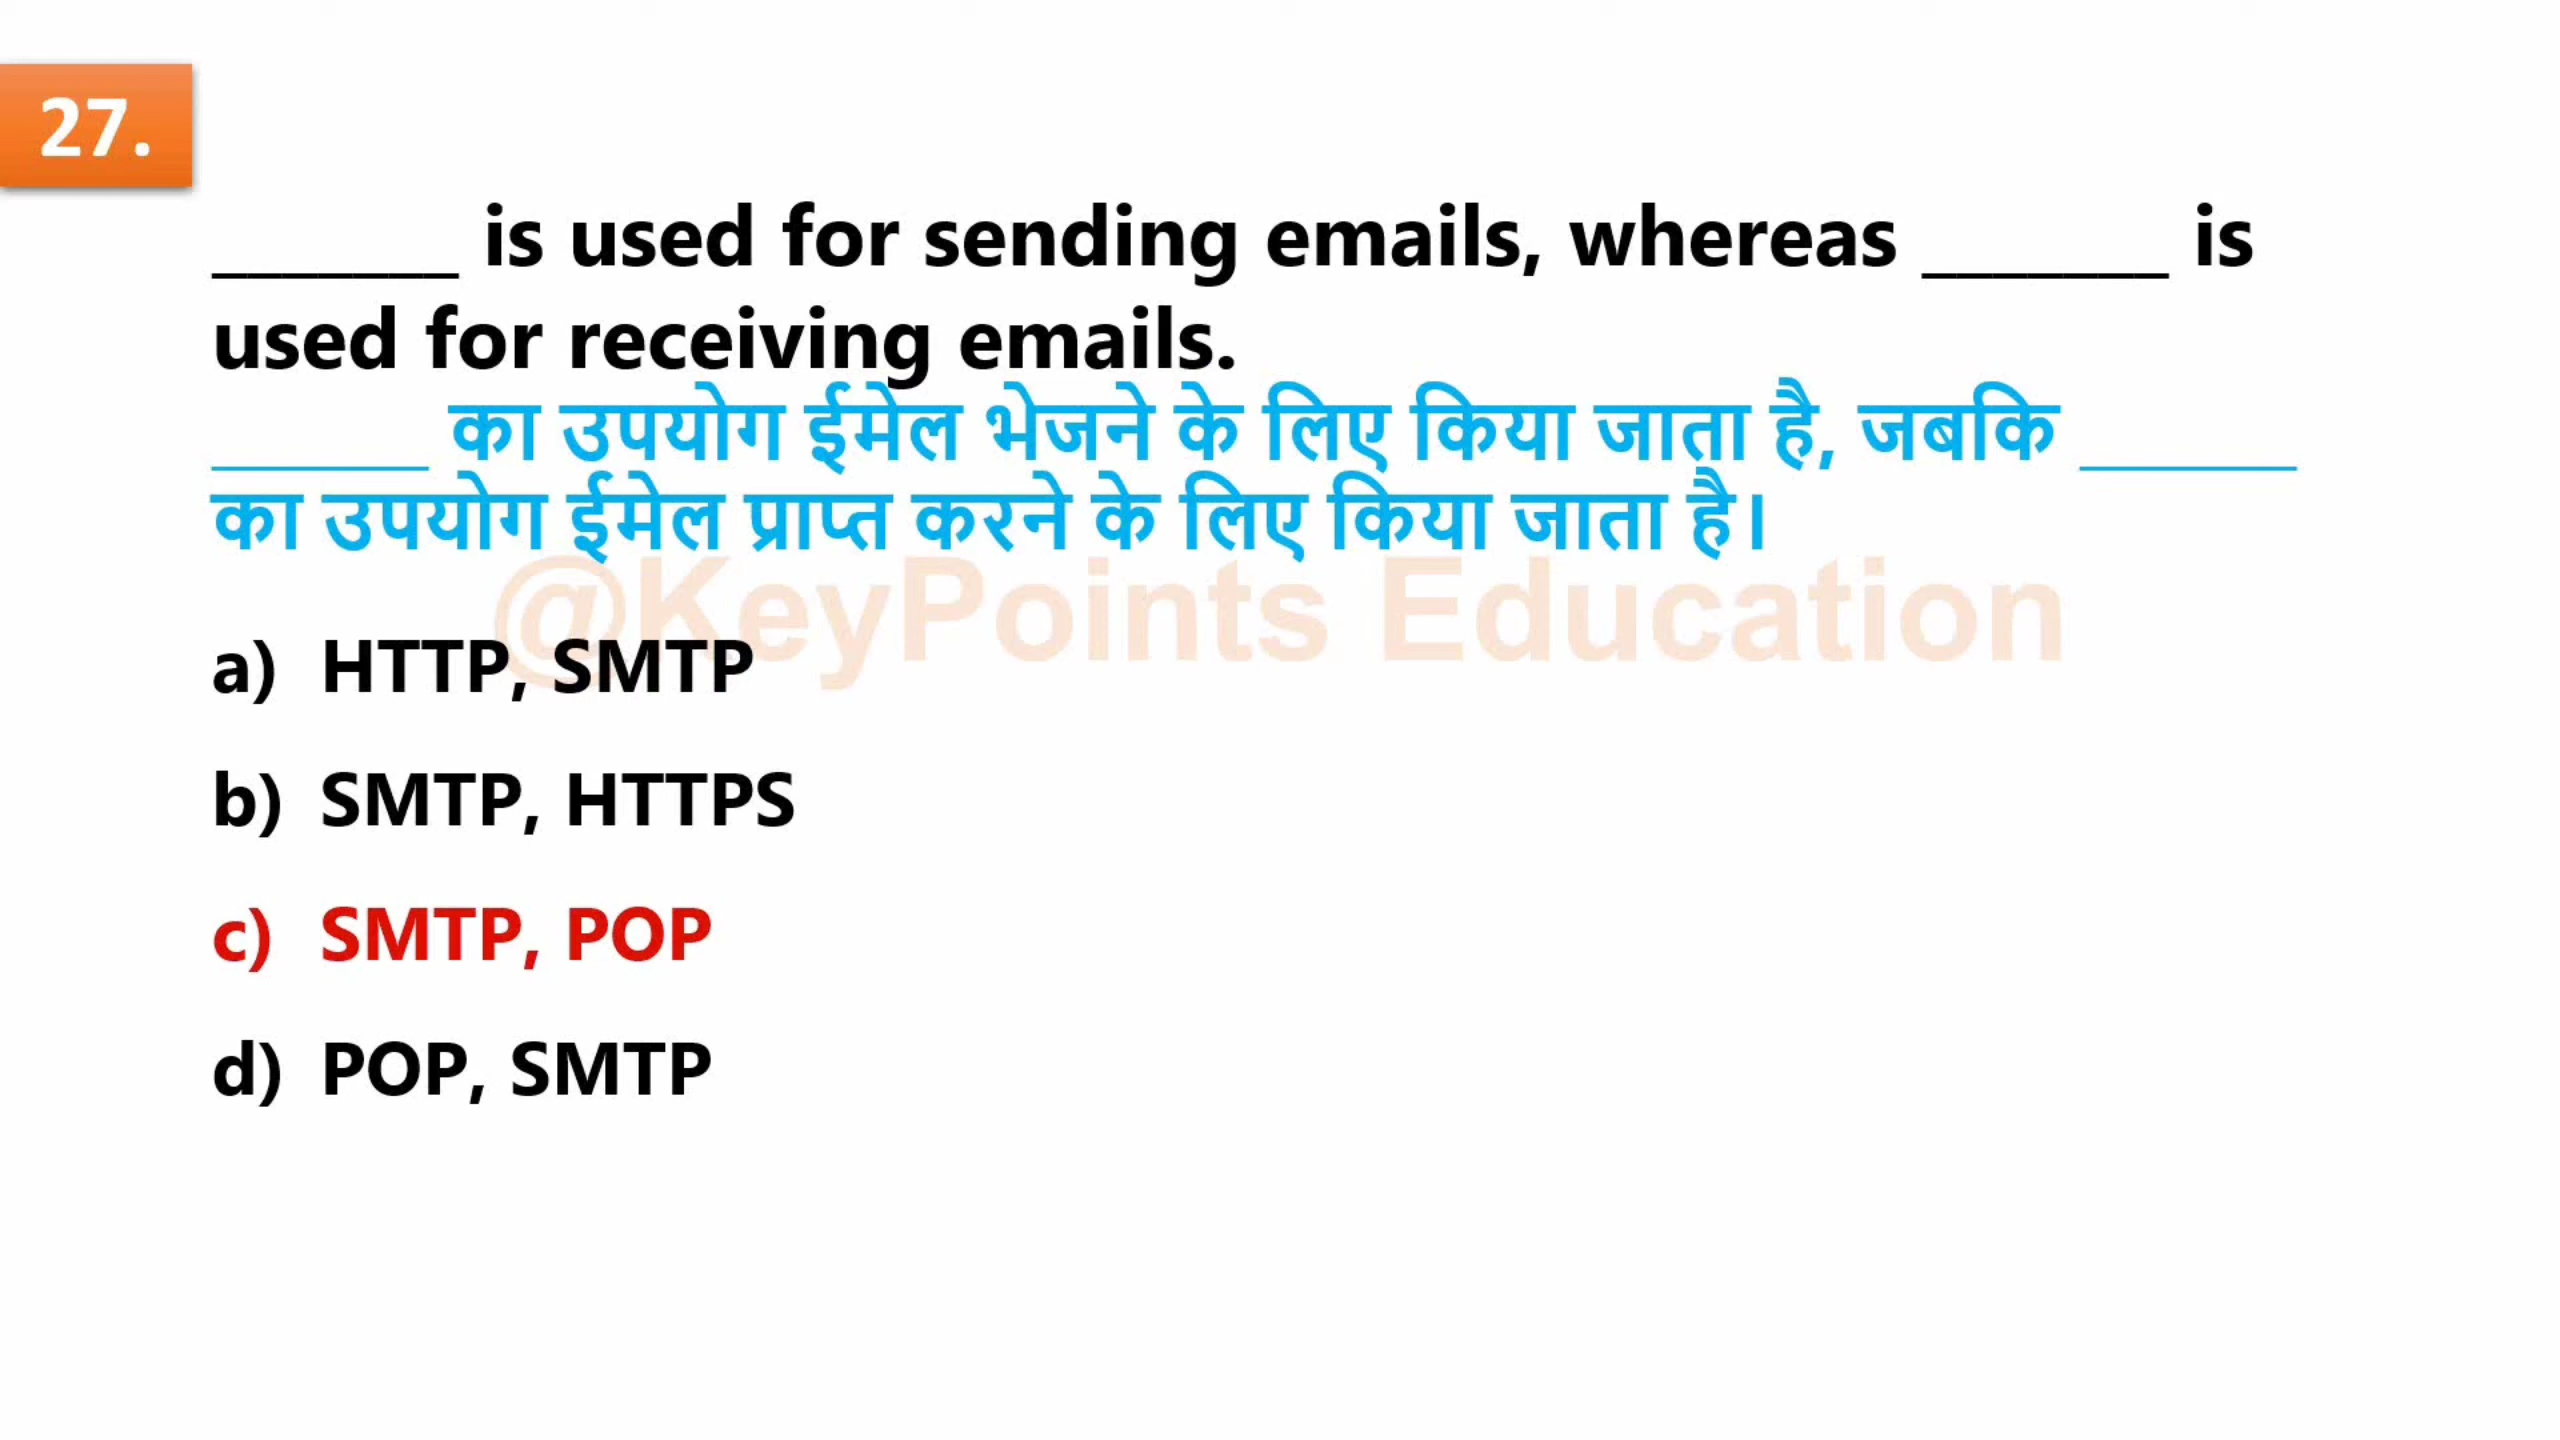 27.
_______ is used for sending emails, whereas _______ is
used for receiving emails.
_______ का उपयोग ईमेल भेजने के लिए किया जाता है, जबकि _______
का उपयोग ईमेल प्राप्त करने के लिए किया जाता है।
@KeyPoints Education
a) HTTP, SMTP
b) SMTP, HTTPS
c) SMTP, POP
d) POP, SMTP